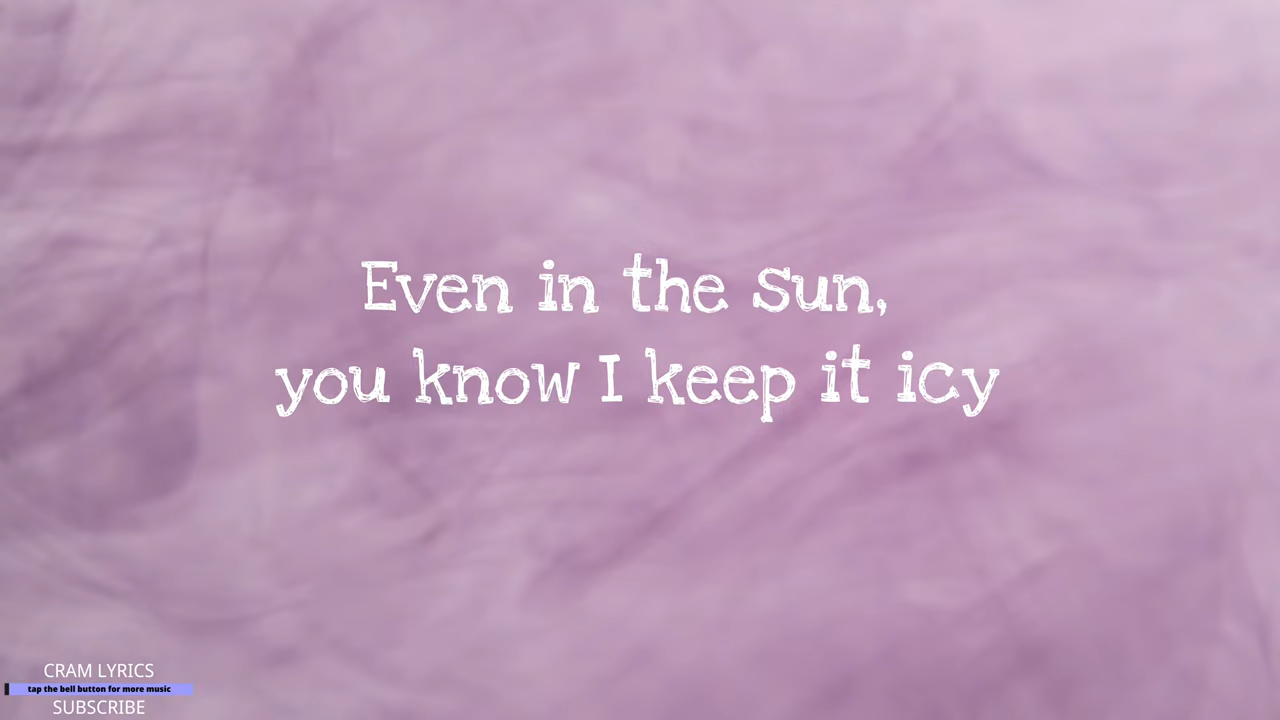 Even in the sun,
you know I keep it icy
CRAM LYRICS
tap the bell button for more music
SUBSCRIBE